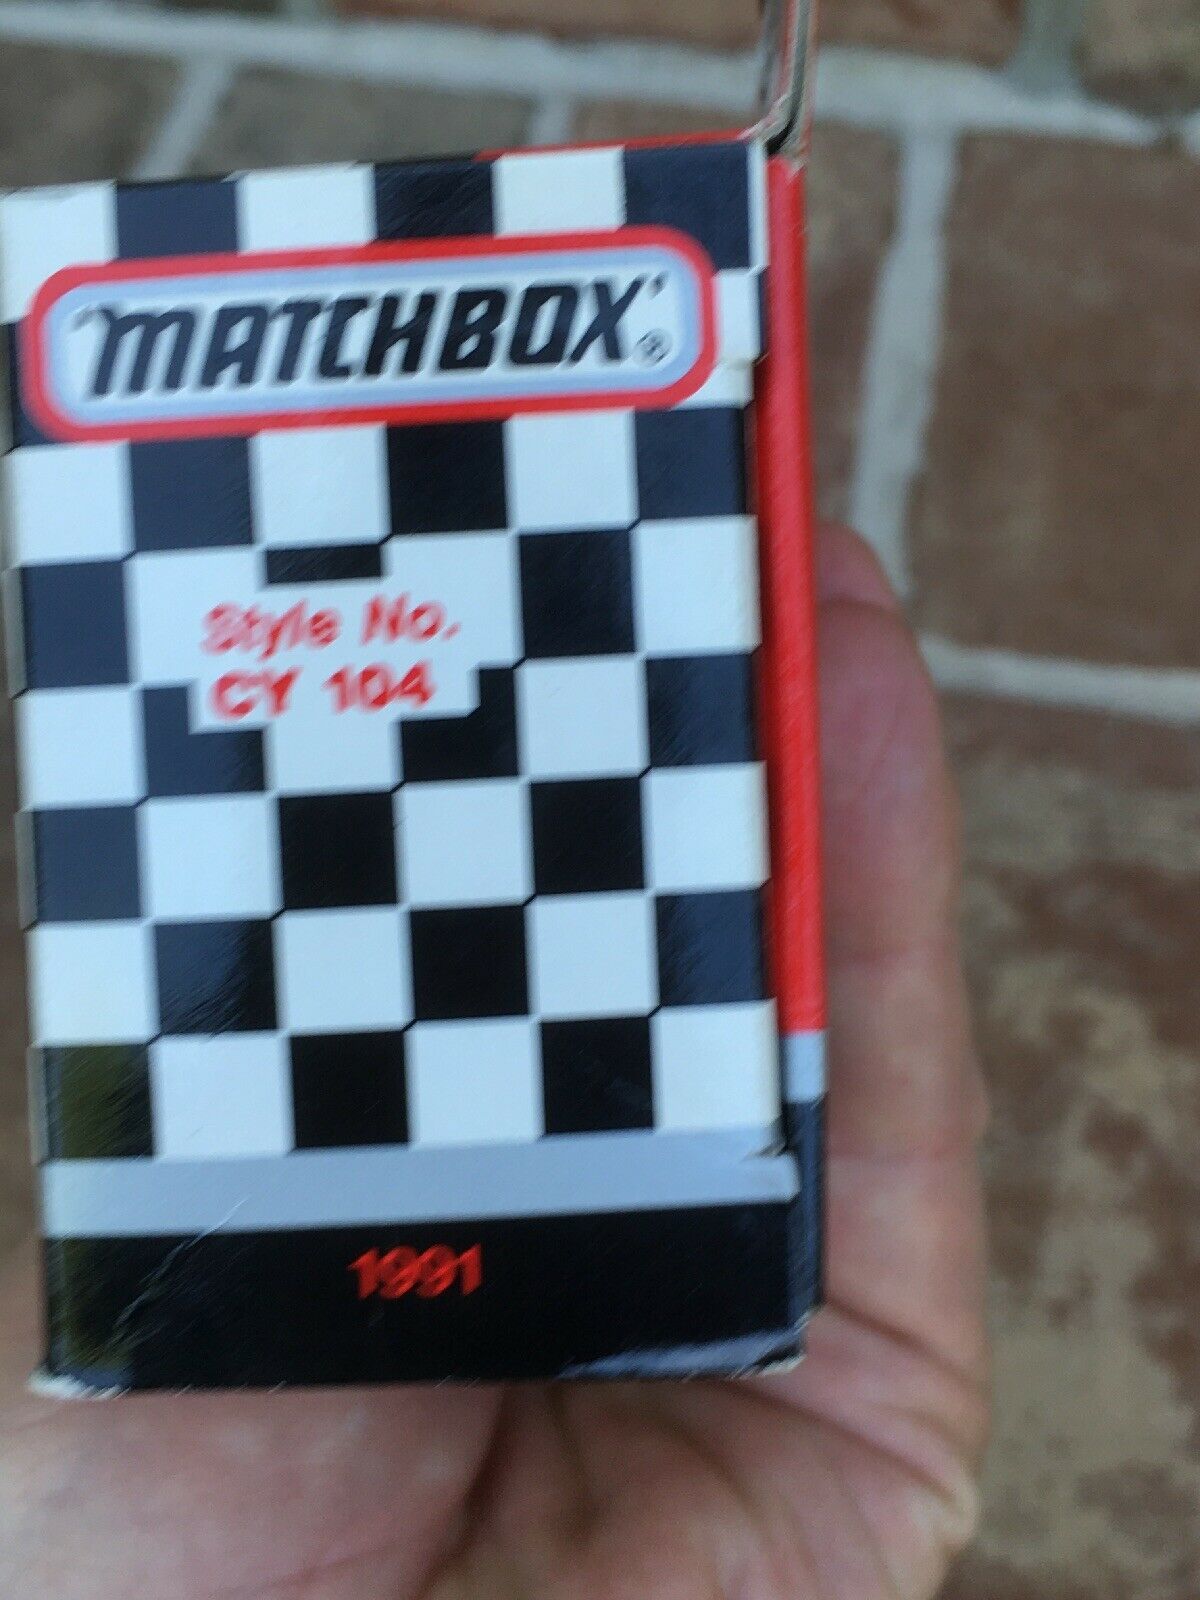 MATCHBOX®
Style No.
CY 104
1991